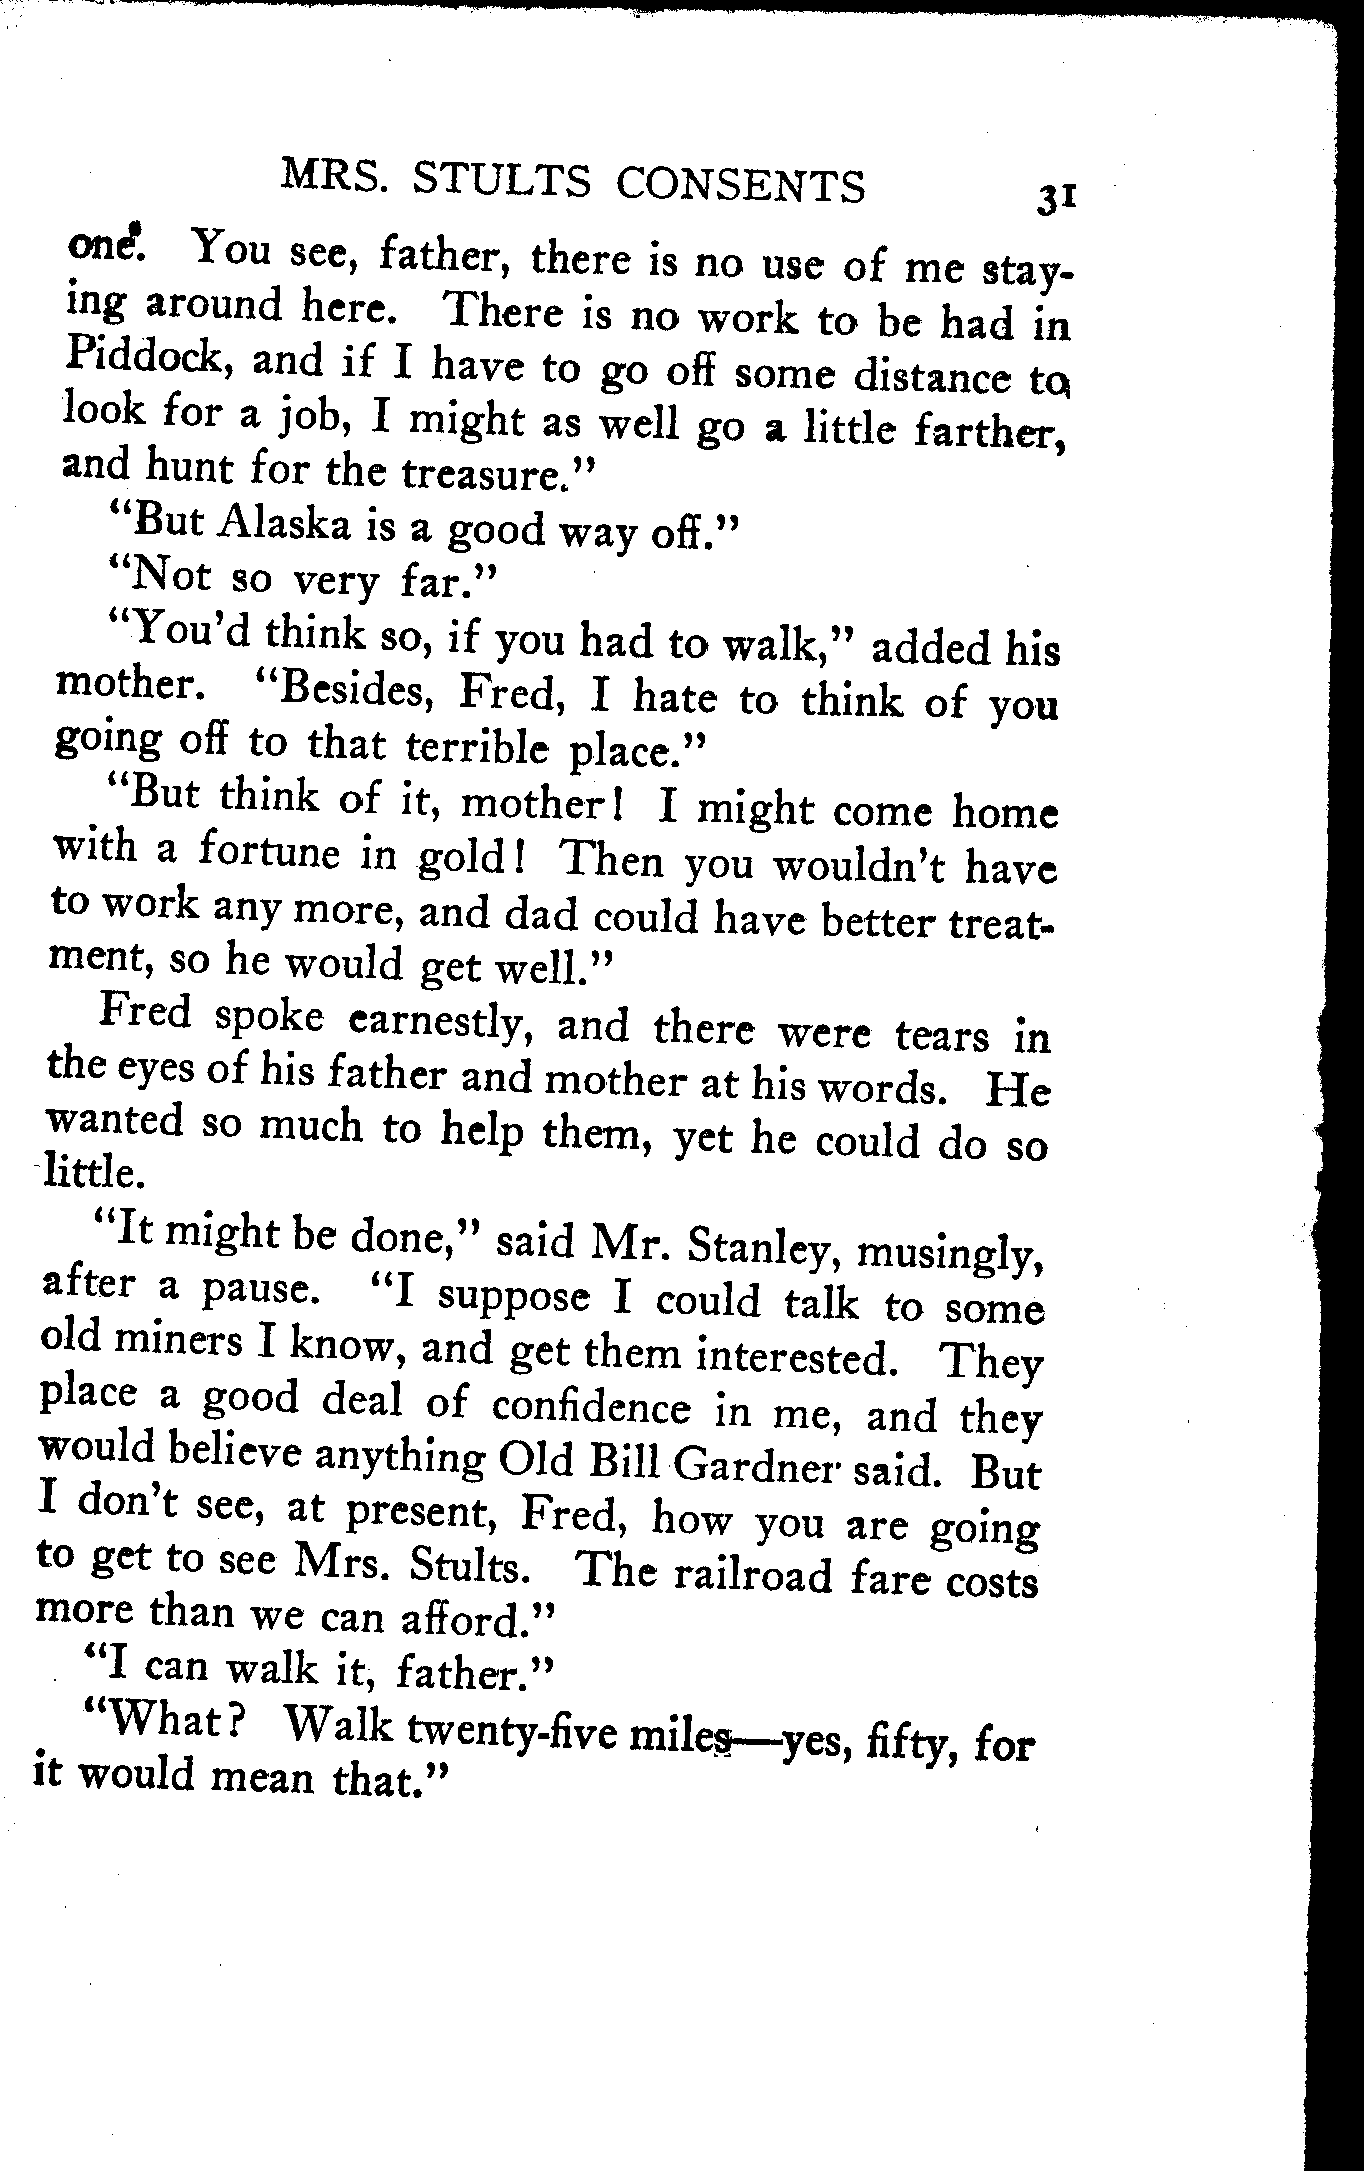 MRS. STULTS CONSENTS 31
one. You see, father, there is no use of me stay-
ing around here. There is no work to be had in
Piddock, and if I have to go off some distance to
look for a job, I might as well go a little farther,
and hunt for the treasure."
"But Alaska is a good way off."
"Not so very far."
"You'd think so, if you had to walk," added his
mother. "Besides, Fred, I hate to think of you
going off to that terrible place."
"But think of it, mother! I might come home
with a fortune in gold! Then you wouldn't have
to work any more, and dad could have better treat-
ment, so he would get well."
Fred spoke earnestly, and there were tears in
the eyes of his father and mother at his words. He
wanted so much to help them, yet he could do so
little.
"It might be done," said Mr. Stanley, musingly,
after a pause. "I suppose I could talk to some
old miners I know, and get them interested. They
place a good deal of confidence in me, and they
would believe anything Old Bill Gardner said. But
I don't see, at present, Fred, how you are going
to get to see Mrs. Stults. The railroad fare costs
more than we can afford."
"I can walk it, father."
"What? Walk twenty-five miles—yes, fifty, for
it would mean that."